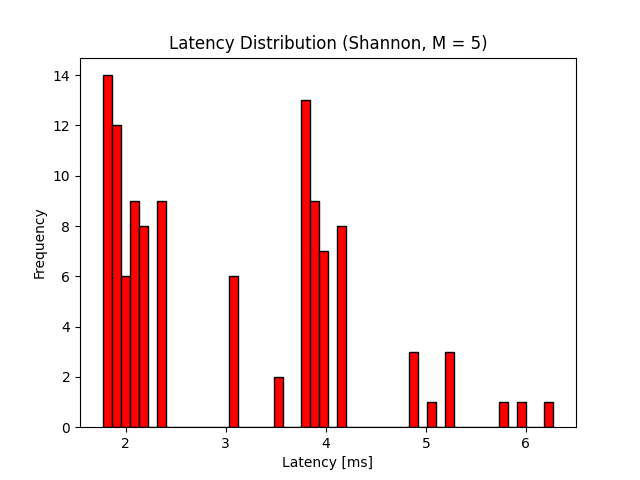 Latency Distribution (Shannon, M = 5)
14
12
10
8
6
4
2
0
Frequency
2 3 4 5 6
Latency [ms]